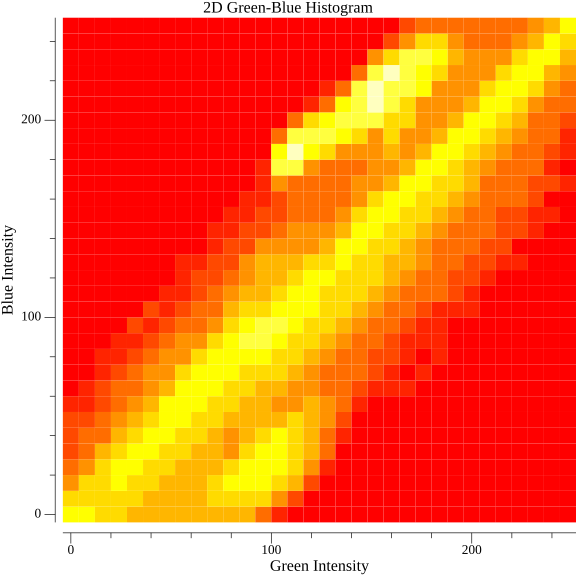 2D Green-Blue Histogram
200
100
0
Blue Intensity
0 100 200
Green Intensity